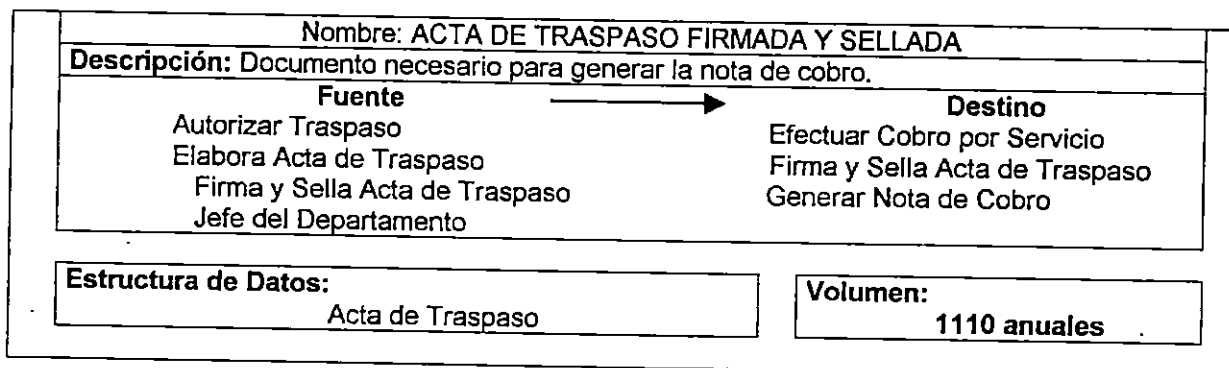 Nombre: ACTA DE TRASPASO FIRMADA Y SELLADA
Descripción: Documento necesario para generar la nota de cobro.
Fuente
Autorizar Traspaso
Elabora Acta de Traspaso
Firma y Sella Acta de Traspaso
Jefe del Departamento
Destino
Efectuar Cobro por Servicio
Firma y Sella Acta de Traspaso
Generar Nota de Cobro
Estructura de Datos:
Acta de Traspaso
Volumen:
1110 anuales